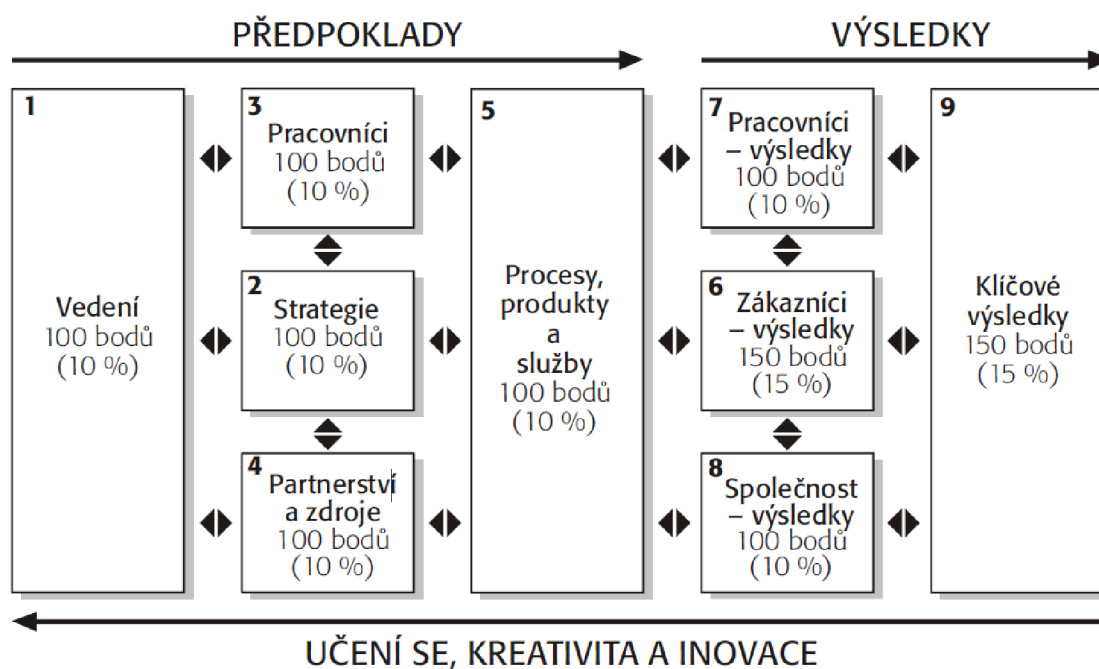 PŘEDPOKLADY
VÝSLEDKY
1
Vedení
100 bodů
(10 %)
3
Pracovníci
100 bodů
(10 %)
2
Strategie
100 bodů
(10 %)
4
Partnerství
a zdroje
100 bodů
(10 %)
5
Procesy,
produkty
a
služby
100 bodů
(10 %)
7
Pracovníci
– výsledky
100 bodů
(10 %)
6
Zákazníci
– výsledky
150 bodů
(15 %)
8
Společnost
– výsledky
100 bodů
(10 %)
9
Klíčové
výsledky
150 bodů
(15 %)
UČENÍ SE, KREATIVITA A INOVACE